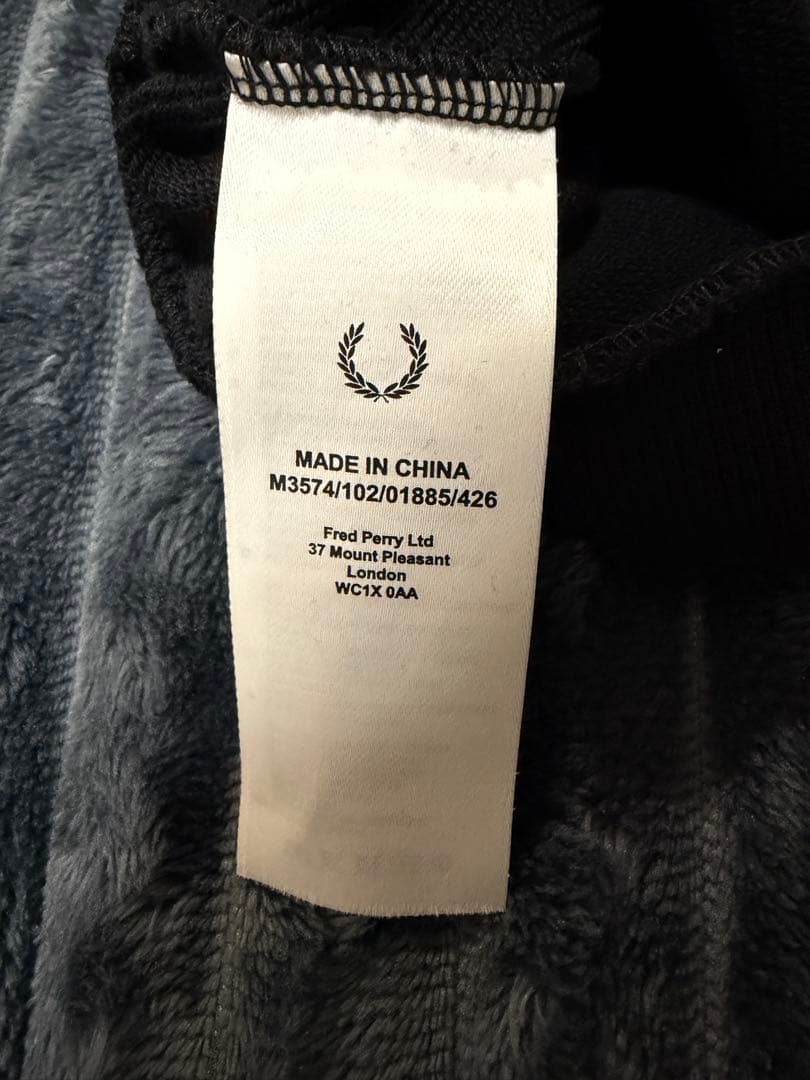 MADE IN CHINA
M3574/102/01885/426
Fred Perry Ltd
37 Mount Pleasant
London
WC1X 0AA